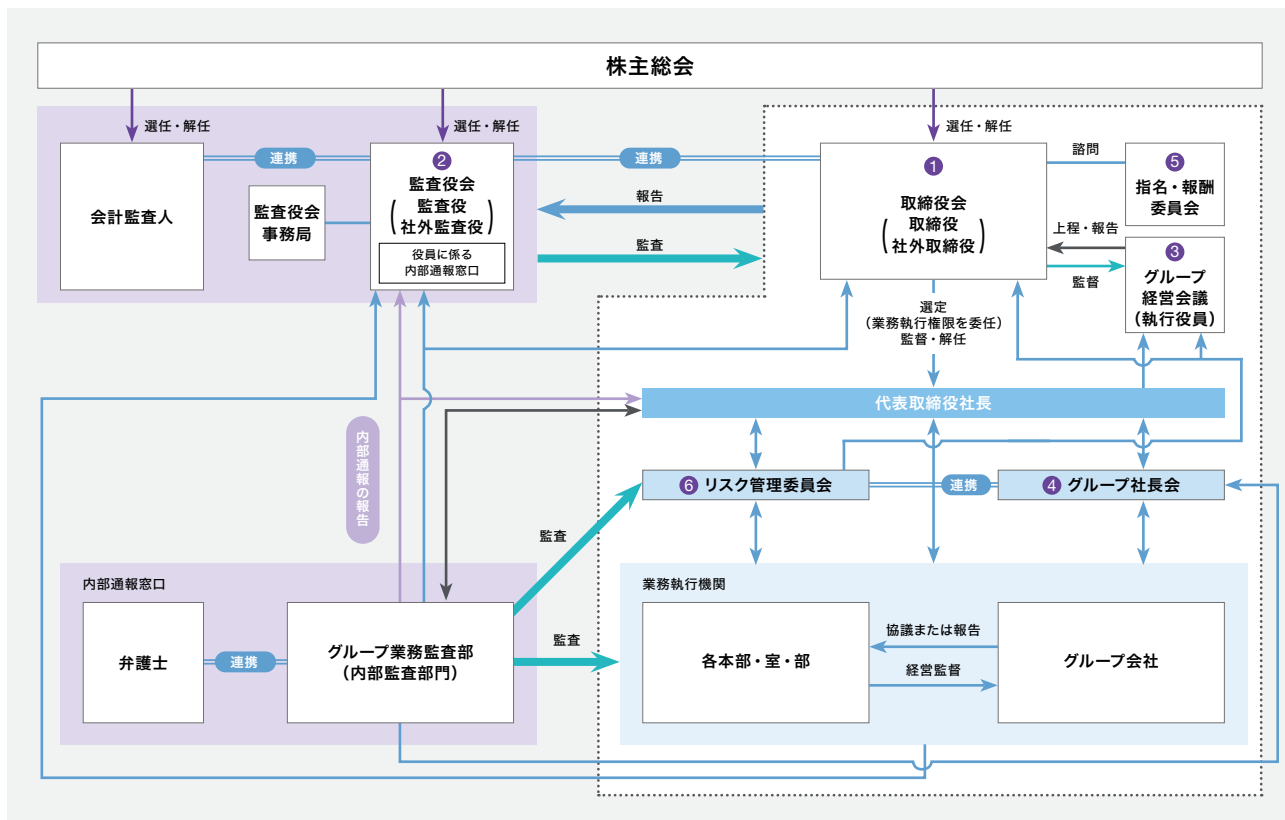 株主総会
選任・解任
選任・解任
選任・解任
会計監査人
連携
監査役会
事務局
2
監査役会
監査役
社外監査役
役員に係る
内部通報窓口
連携
報告
監査
1
取締役会
取締役
社外取締役
諮問
5
指名・報酬
委員会
上程・報告
監督
3
グループ
経営会議
(執行役員)
選定
(業務執行権限を委任)
監督・解任
代表取締役社長
内部通報の報告
6 リスク管理委員会
連携
4 グループ社長会
監査
監査
内部通報窓口
弁護士
連携
グループ業務監査部
(内部監査部門)
業務執行機関
各本部・室・部
協議または報告
経営監督
グループ会社